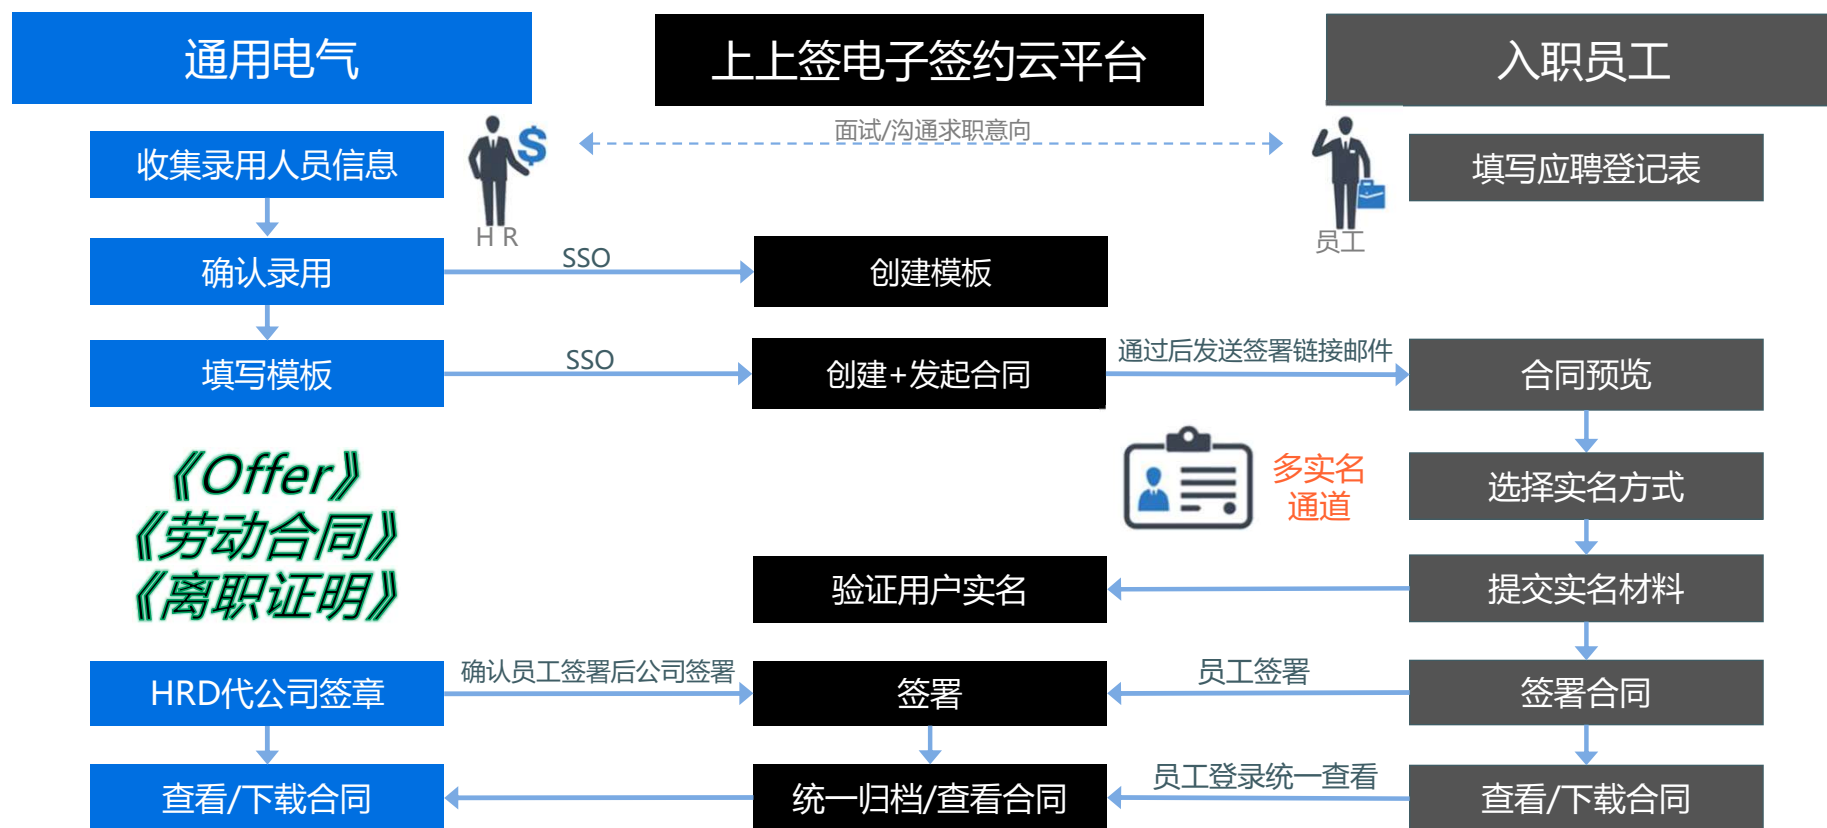 通用电气
上上签电子签约云平台
入职员工
面试/沟通求职意向
收集录用人员信息
填写应聘登记表
H R
员工
确认录用
SSO
创建模板
填写模板
SSO
创建+发起合同
通过后发送签署链接邮件
合同预览
《Offer》
《劳动合同》
《离职证明》
多实名
通道
选择实名方式
验证用户实名
提交实名材料
HRD代公司签章
确认员工签署后公司签署
签署
员工签署
签署合同
查看/下载合同
统一归档/查看合同
员工登录统一查看
查看/下载合同